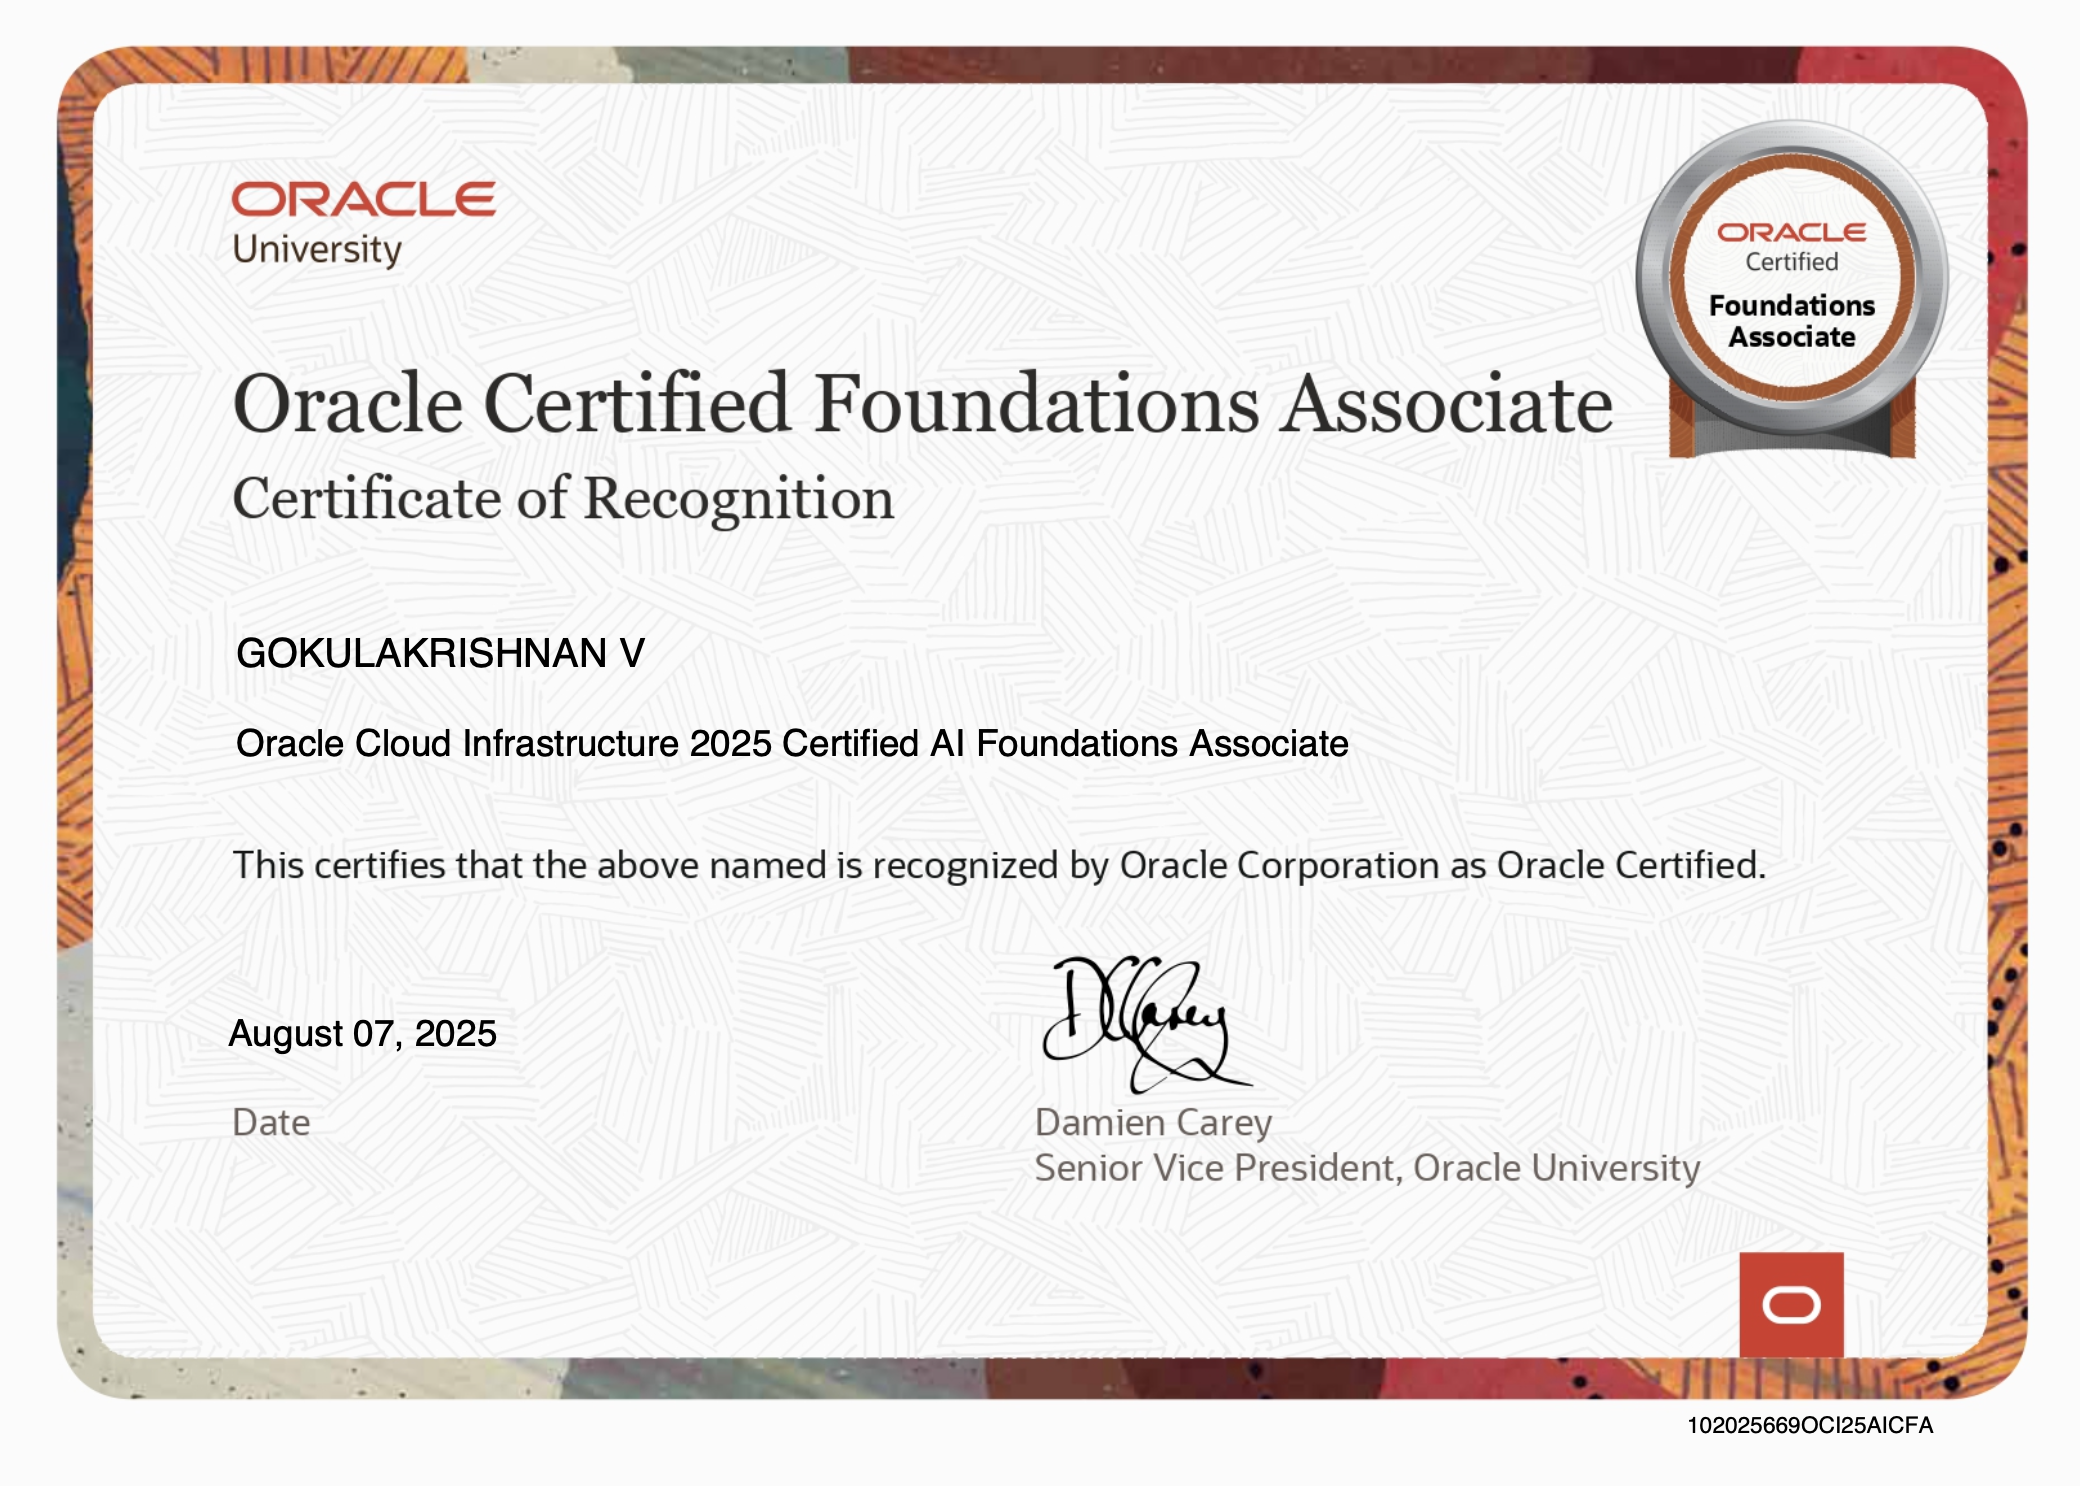 ORACLE
University
ORACLE
Certified
Foundations
Associate
Oracle Certified Foundations Associate
Certificate of Recognition
GOKULAKRISHNAN V
Oracle Cloud Infrastructure 2025 Certified AI Foundations Associate
This certifies that the above named is recognized by Oracle Corporation as Oracle Certified.
August 07, 2025
DCCarey
Date
Damien Carey
Senior Vice President, Oracle University
102025669OCI25AICFA